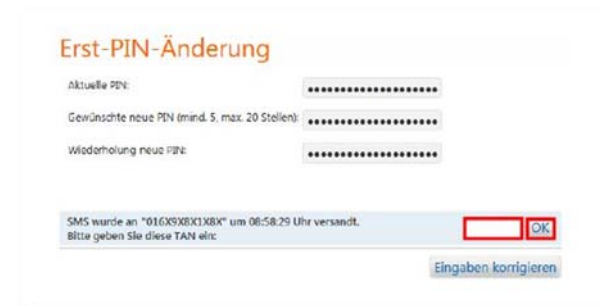 Erst-PIN-Änderung
Aktuelle PIN:
Gewünschte neue PIN (mind. 5, max. 20 Stellen):
Wiederholung neue PIN:
SMS wurde an "016X9X8X1X8X" um 08:58:29 Uhr versandt.
Bitte geben Sie diese TAN ein:
OK
Eingaben korrigieren